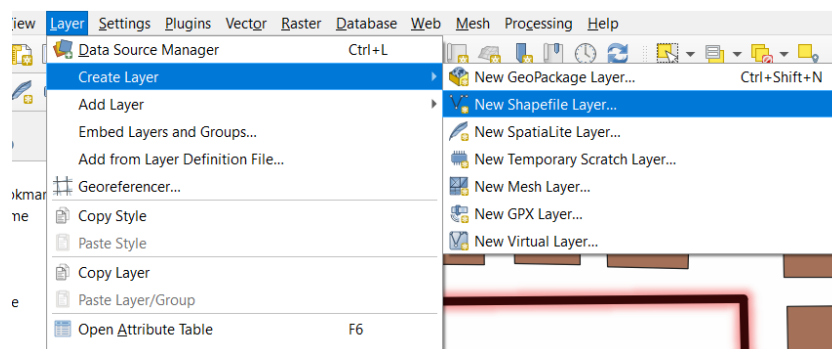 iew Layer Settings Plugins Vector Raster Database Web Mesh Processing Help
Data Source Manager Ctrl+L
Create Layer
Add Layer
Embed Layers and Groups...
Add from Layer Definition File...
Georeferencer...
Copy Style
Paste Style
Copy Layer
Paste Layer/Group
Open Attribute Table F6
New GeoPackage Layer... Ctrl+Shift+N
New Shapefile Layer...
New SpatiaLite Layer...
New Temporary Scratch Layer...
New Mesh Layer...
New GPX Layer...
New Virtual Layer...
okmar
me
e